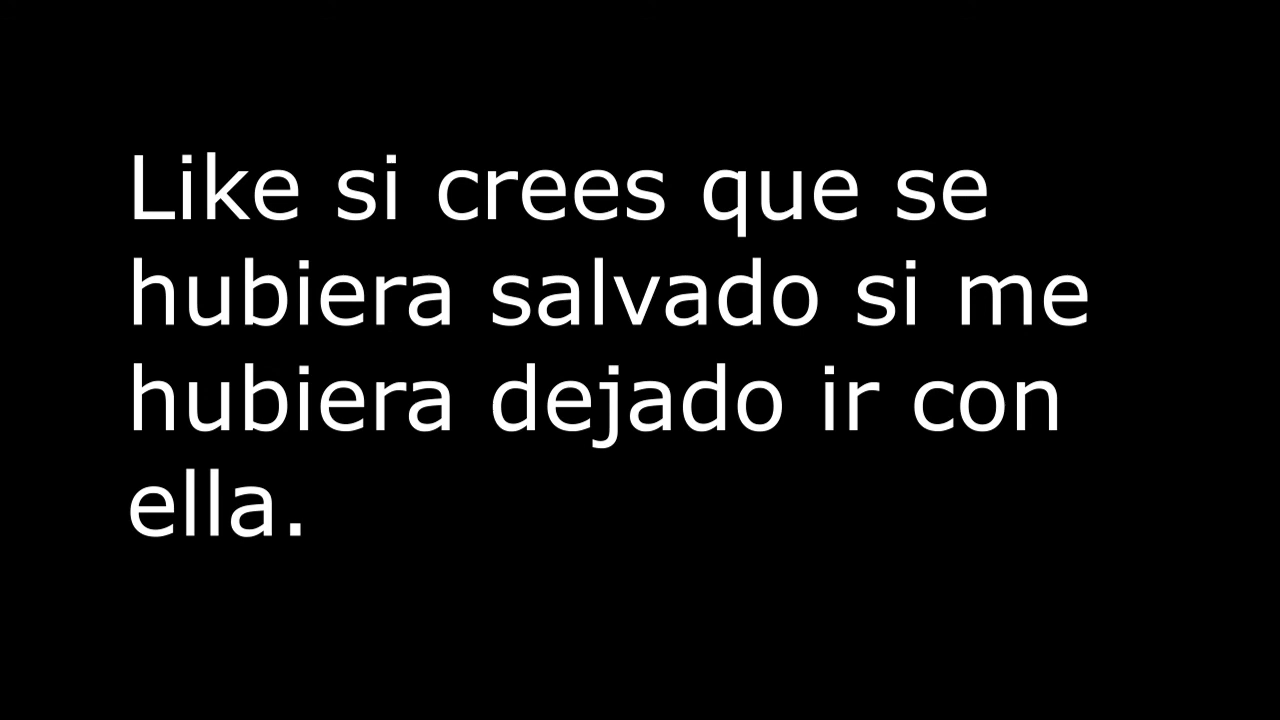 Like si crees que se
hubiera salvado si me
hubiera dejado ir con
ella.